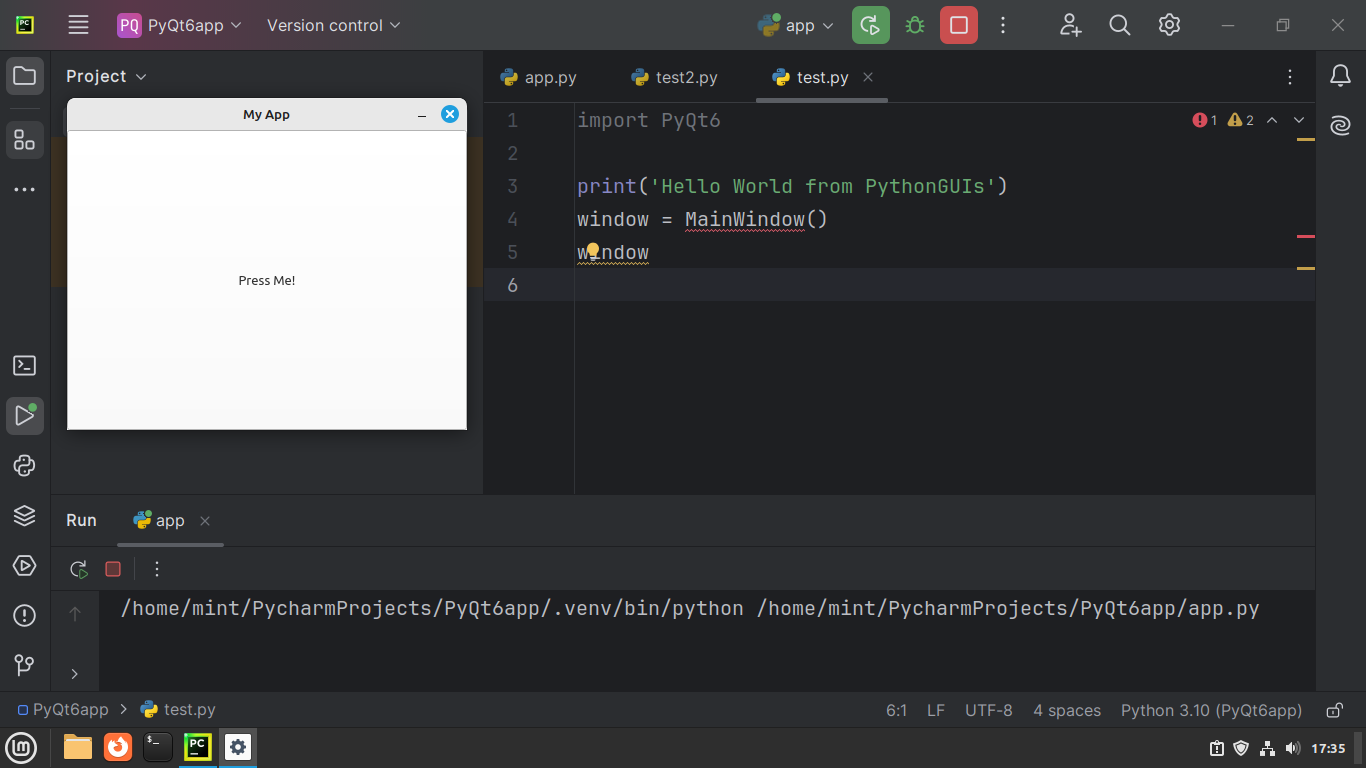 PC
PQ PyQt6app
Version control
app
Project
app.py
test2.py
test.py
My App
Press Me!
1 import PyQt6
1 2
2
3 print('Hello World from PythonGUIs')
4 window = MainWindow()
5 window
6
Run
app
/home/mint/PycharmProjects/PyQt6app/.venv/bin/python /home/mint/PycharmProjects/PyQt6app/app.py
PyQt6app > test.py
6:1 LF UTF-8 4 spaces Python 3.10 (PyQt6app)
$_
PC
17:35